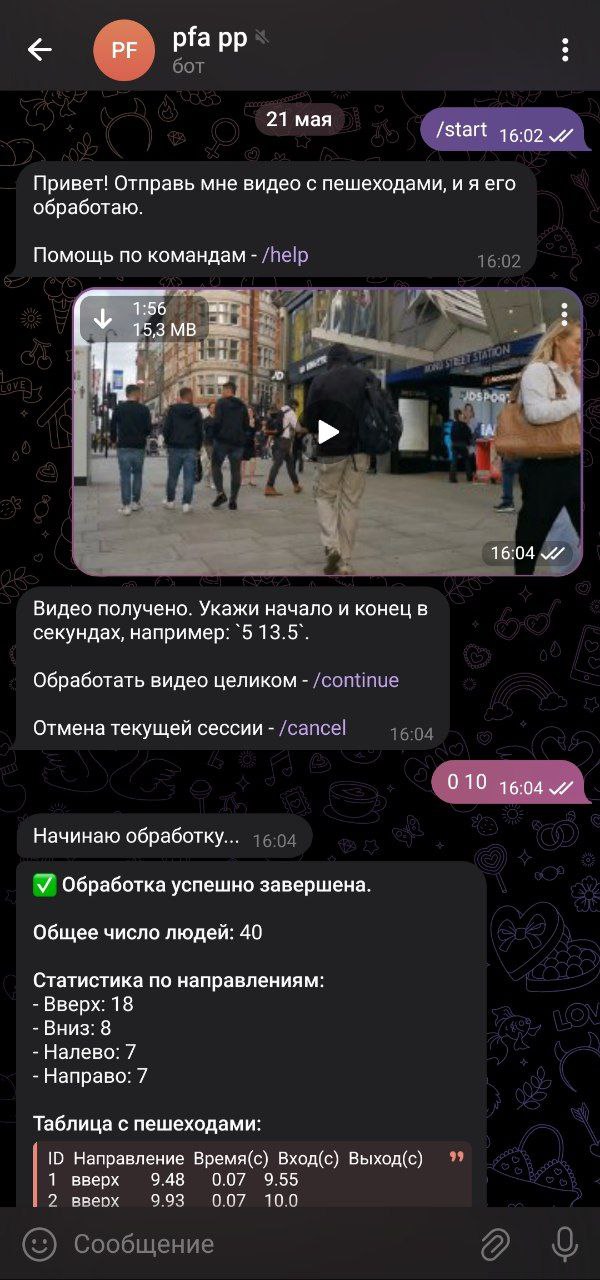 PF
pfa pp
бот
21 мая
/start 16:02
Привет! Отправь мне видео с пешеходами, и я его
обработаю.
Помощь по командам - /help
16:02
1:56
15,3 MB
BOND STREET STATION
JD
JDSPORTS
16:04
Видео получено. Укажи начало и конец в
секундах, например: `5 13.5`.
Обработать видео целиком - /continue
Отмена текущей сессии - /cancel
16:04
0 10 16:04
Начинаю обработку... 16:04
✅ Обработка успешно завершена.
Общее число людей: 40
Статистика по направлениям:
- Вверх: 18
- Вниз: 8
- Налево: 7
- Направо: 7
Таблица с пешеходами:
ID Направление Время(с) Вход(с) Выход(с)
1 вверх 9.48 0.07 9.55
2 вверх 9.93 0.07 10.0
Сообщение